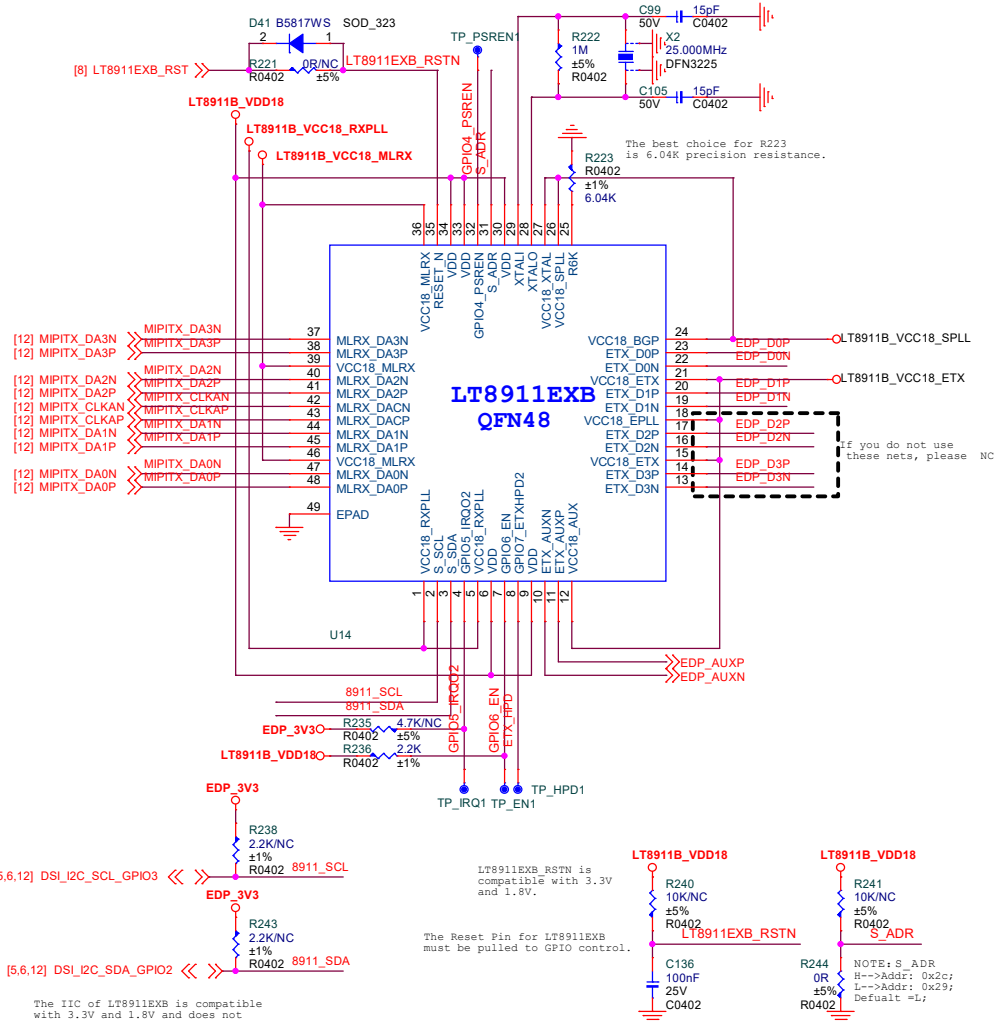 D41 B5817WS SOD_323
2 1
R221 0R/NC
R0402 ±5%
[8] LT8911EXB_RST
LT8911EXB_RSTN
TP_PSREN1
GPIO4_PSREN
S_ADR
C99 15pF
50V C0402
R222
1M
±5%
R0402
X2
25.000MHz
DFN3225
C105 15pF
50V C0402
LT8911B_VDD18
LT8911B_VCC18_RXPLL
LT8911B_VCC18_MLRX
The best choice for R223
is 6.04K precision resistance.
R223
R0402
±1%
6.04K
36 35 34 33 32 31 30 29 28 27 26 25
VCC18_MLRX
RESET_N
VDD
VDD
GPIO4_PSREN
S_ADR
VDD
XTALI
XTALO
VCC18_XTAL
VCC18_SPLL
R6K
[12] MIPITX_DA3N MIPITX_DA3N 37 MLRX_DA3N
[12] MIPITX_DA3P MIPITX_DA3P 38 MLRX_DA3P
39 VCC18_MLRX
[12] MIPITX_DA2N MIPITX_DA2N 40 MLRX_DA2N
[12] MIPITX_DA2P MIPITX_DA2P 41 MLRX_DA2P
[12] MIPITX_CLKAN MIPITX_CLKAN 42 MLRX_DACN
[12] MIPITX_CLKAP MIPITX_CLKAP 43 MLRX_DACP
[12] MIPITX_DA1N MIPITX_DA1N 44 MLRX_DA1N
[12] MIPITX_DA1P MIPITX_DA1P 45 MLRX_DA1P
46 VCC18_MLRX
[12] MIPITX_DA0N MIPITX_DA0N 47 MLRX_DA0N
[12] MIPITX_DA0P MIPITX_DA0P 48 MLRX_DA0P
49 EPAD
LT8911EXB
QFN48
VCC18_BGP 24 LT8911B_VCC18_SPLL
ETX_D0P 23 EDP_D0P
ETX_D0N 22 EDP_D0N
VCC18_ETX 21 LT8911B_VCC18_ETX
ETX_D1P 20 EDP_D1P
ETX_D1N 19 EDP_D1N
VCC18_EPLL 18
ETX_D2P 17 EDP_D2P
ETX_D2N 16 EDP_D2N
VCC18_ETX 15
ETX_D3P 14 EDP_D3P
ETX_D3N 13 EDP_D3N
If you do not use
these nets, please NC
VCC18_RXPLL
S_SCL
S_SDA
GPIO5_IRQO2
VCC18_RXPLL
VDD
GPIO6_EN
GPIO7_ETXHPD2
VDD
ETX_AUXN
ETX_AUXP
VCC18_AUX
1 2 3 4 5 6 7 8 9 10 11 12
U14
EDP_AUXP
EDP_AUXN
8911_SCL
8911_SDA
GPIO5_IRQO2
GPIO6_EN
ETX_HPD
EDP_3V3 R235 4.7K/NC
R0402 ±5%
LT8911B_VDD18 R236 2.2K
R0402 ±1%
TP_IRQ1 TP_EN1 TP_HPD1
EDP_3V3
R238
2.2K/NC
±1%
R0402
5,6,12] DSI_I2C_SCL_GPIO3 8911_SCL
EDP_3V3
R243
2.2K/NC
±1%
R0402
[5,6,12] DSI_I2C_SDA_GPIO2 8911_SDA
The IIC of LT8911EXB is compatible
with 3.3V and 1.8V and does not
LT8911EXB_RSTN is
compatible with 3.3V
and 1.8V.
The Reset Pin for LT8911EXB
must be pulled to GPIO control.
LT8911B_VDD18
R240
10K/NC
±5%
R0402
LT8911EXB_RSTN
C136
100nF
25V
C0402
LT8911B_VDD18
R241
10K/NC
±5%
R0402
S_ADR
R244
0R
±5%
R0402
NOTE: S_ADR
H-->Addr: 0x2c;
L-->Addr: 0x29;
Defualt =L;